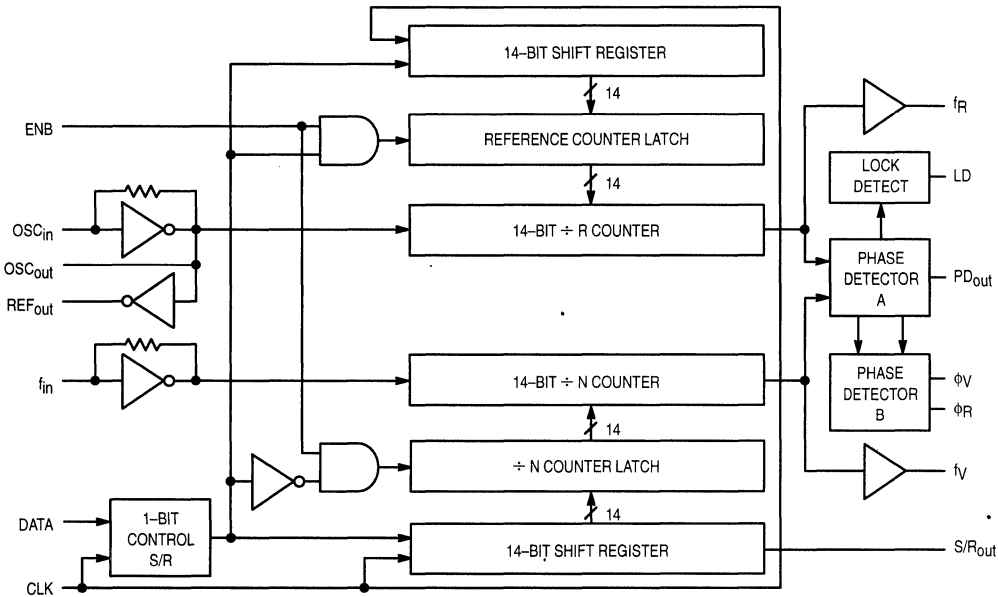 14–BIT SHIFT REGISTER
14
fR
ENB
REFERENCE COUNTER LATCH
14
LOCK
DETECT
LD
OSCin
14–BIT ÷ R COUNTER
OSCout
REFout
PHASE
DETECTOR
A
PDout
fin
14–BIT ÷ N COUNTER
PHASE
DETECTOR
B
ϕV
ϕR
14
÷ N COUNTER LATCH
fV
14
DATA
1–BIT
CONTROL
S/R
14–BIT SHIFT REGISTER
S/Rout
CLK